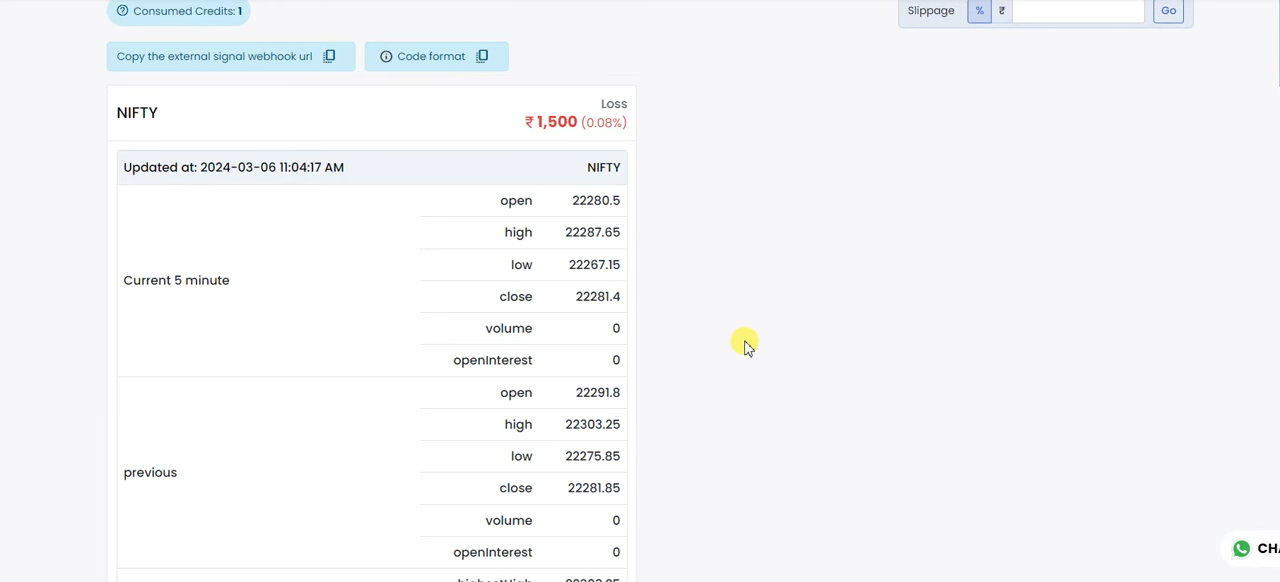 Consumed Credits: 1
Slippage % ₹ Go
Copy the external signal webhook url
Code format
NIFTY
Loss
₹ 1,500 (0.08%)
Updated at: 2024-03-06 11:04:17 AM NIFTY
Current 5 minute
open 22280.5
high 22287.65
low 22267.15
close 22281.4
volume 0
openInterest 0
previous
open 22291.8
high 22303.25
low 22275.85
close 22281.85
volume 0
openInterest 0
CHA